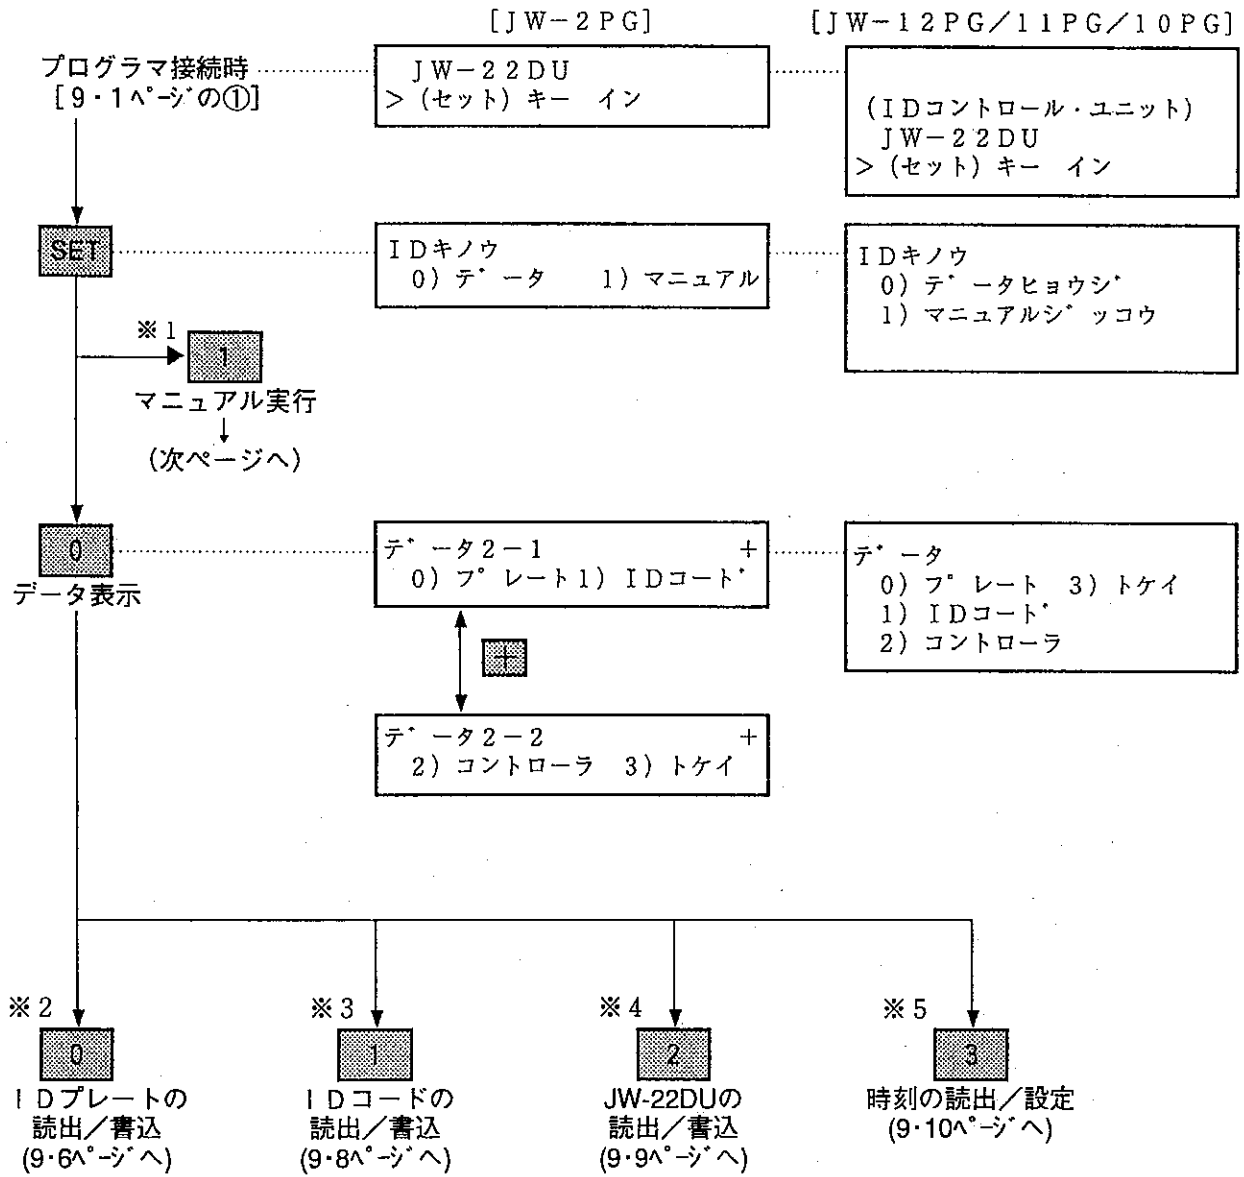 [JW-2PG]
[JW-12PG/11PG/10PG]
プログラマ接続時
[9・1ページの①]
JW-22DU
>(セット)キー イン
(IDコントロール・ユニット)
JW-22DU
>(セット)キー イン
SET
IDキノウ
0)データ 1)マニュアル
IDキノウ
0)データヒョウジ
1)マニュアルジッコウ
※1
1
マニュアル実行
↓
(次ページへ)
0
データ表示
データ2-1 +
0)プレート1)IDコード
データ
0)プレート 3)トケイ
1)IDコード
2)コントローラ
+
データ2-2 +
2)コントローラ 3)トケイ
※2
0
IDプレートの
読出/書込
(9・6ページへ)
※3
1
IDコードの
読出/書込
(9・8ページへ)
※4
2
JW-22DUの
読出/書込
(9・9ページへ)
※5
3
時刻の読出/設定
(9・10ページへ)